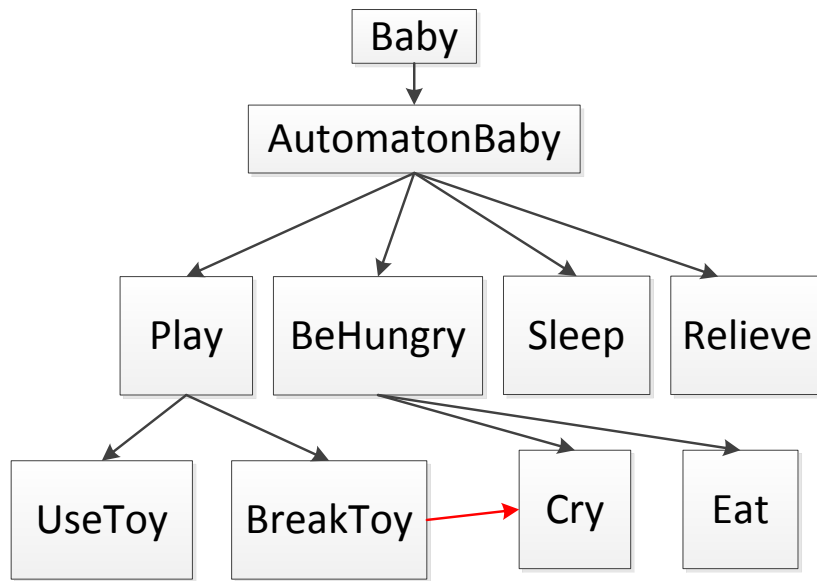 Baby
AutomatonBaby
Play
BeHungry
Sleep
Relieve
UseToy
BreakToy
Cry
Eat